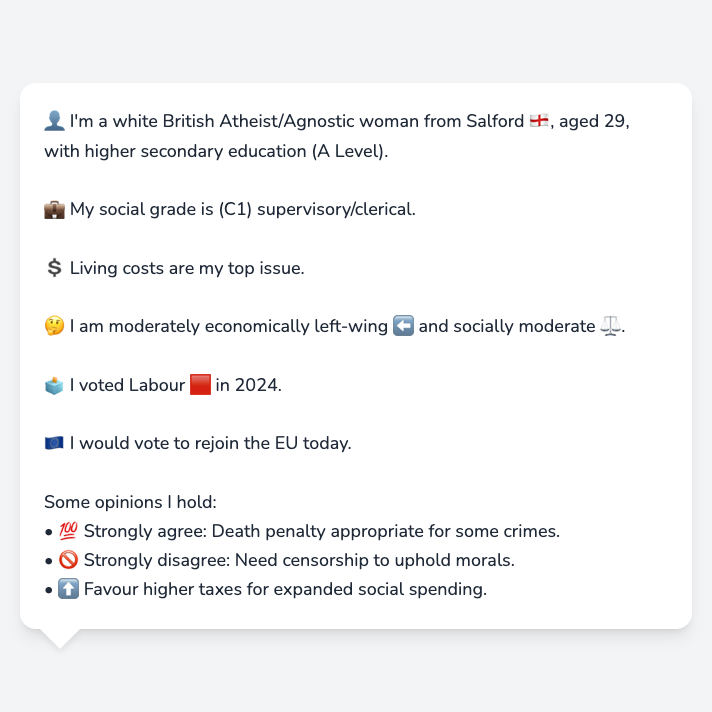 👤 I'm a white British Atheist/Agnostic woman from Salford 🏴󠁧󠁢󠁥󠁮󠁧󠁿, aged 29,
with higher secondary education (A Level).
💼 My social grade is (C1) supervisory/clerical.
💲 Living costs are my top issue.
🤔 I am moderately economically left-wing ⬅️ and socially moderate ⚖️.
🗳️ I voted Labour 🟥 in 2024.
🇪🇺 I would vote to rejoin the EU today.
Some opinions I hold:
• 💯 Strongly agree: Death penalty appropriate for some crimes.
• 🚫 Strongly disagree: Need censorship to uphold morals.
• ⬆️ Favour higher taxes for expanded social spending.